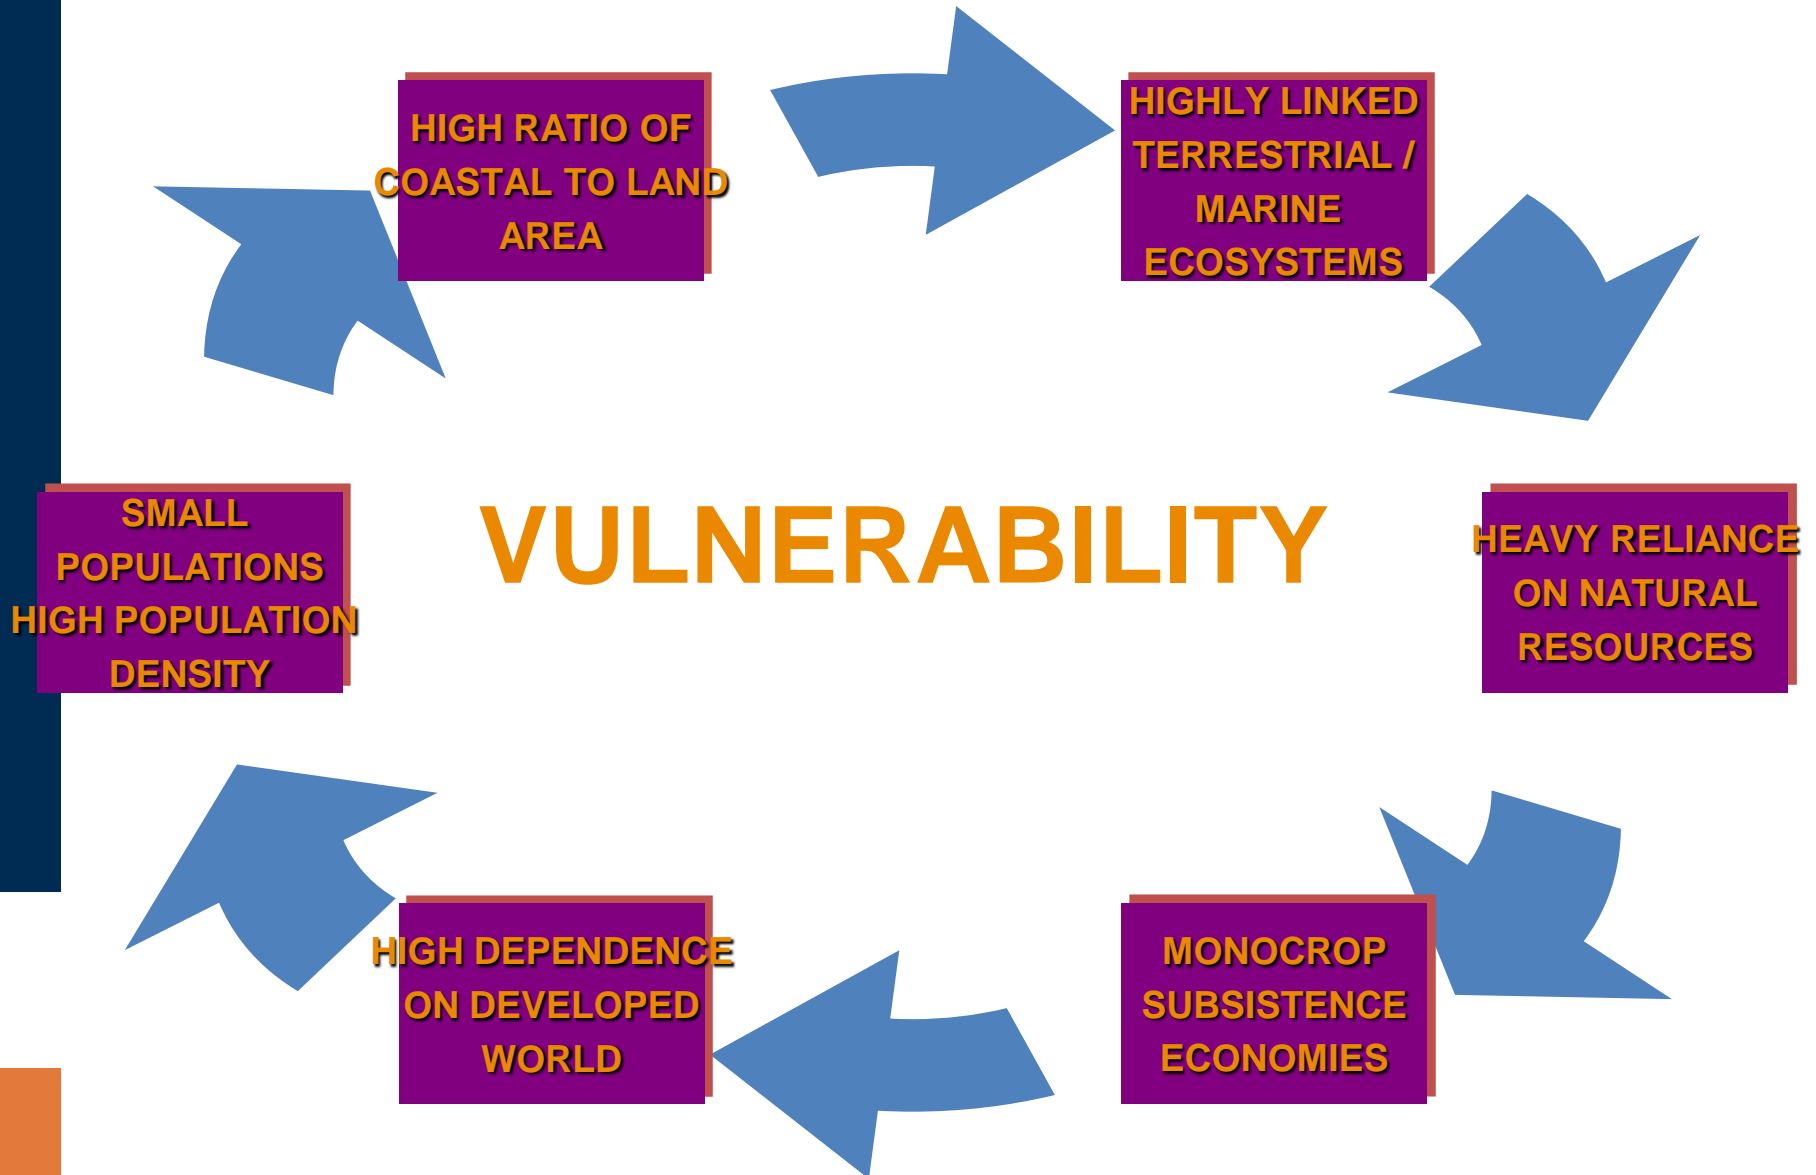 HIGH RATIO OF
COASTAL TO LAND
AREA
HIGHLY LINKED
TERRESTRIAL /
MARINE
ECOSYSTEMS
HEAVY RELIANCE
ON NATURAL
RESOURCES
MONOCROP
SUBSISTENCE
ECONOMIES
HIGH DEPENDENCE
ON DEVELOPED
WORLD
SMALL
POPULATIONS
HIGH POPULATION
DENSITY
VULNERABILITY